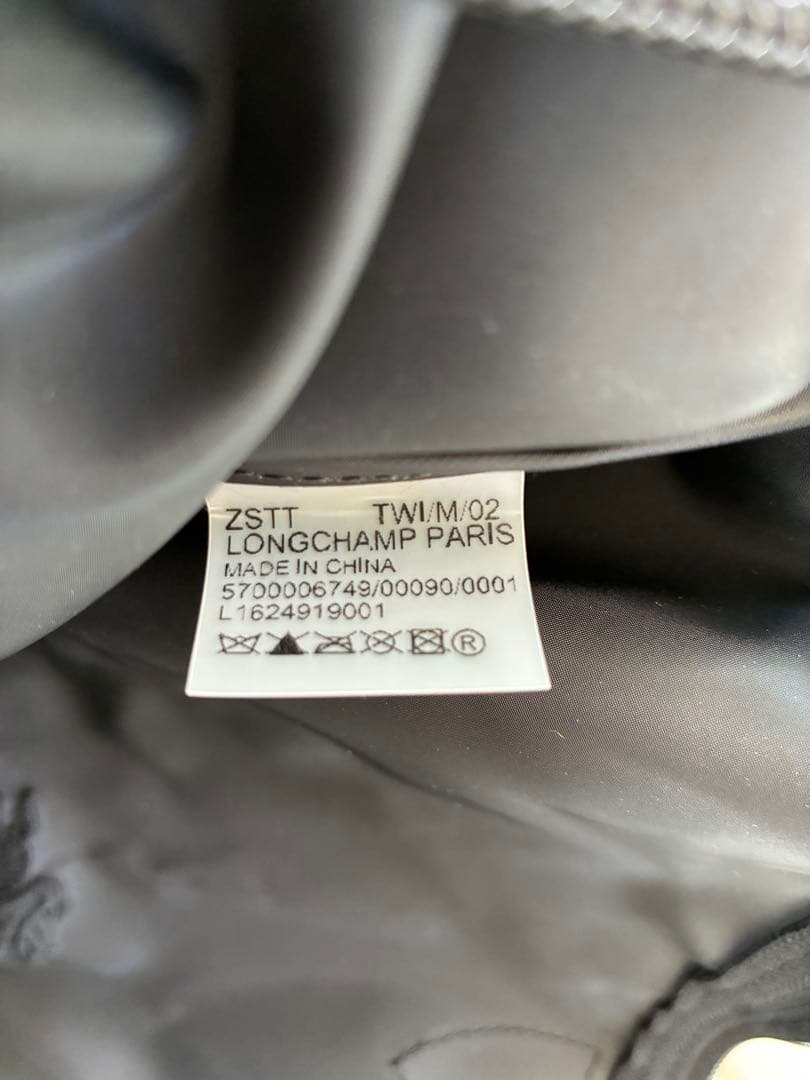 ZSTT TWI/M/02
LONGCHAMP PARIS
MADE IN CHINA
5700006749/00090/0001
L1624919001
®